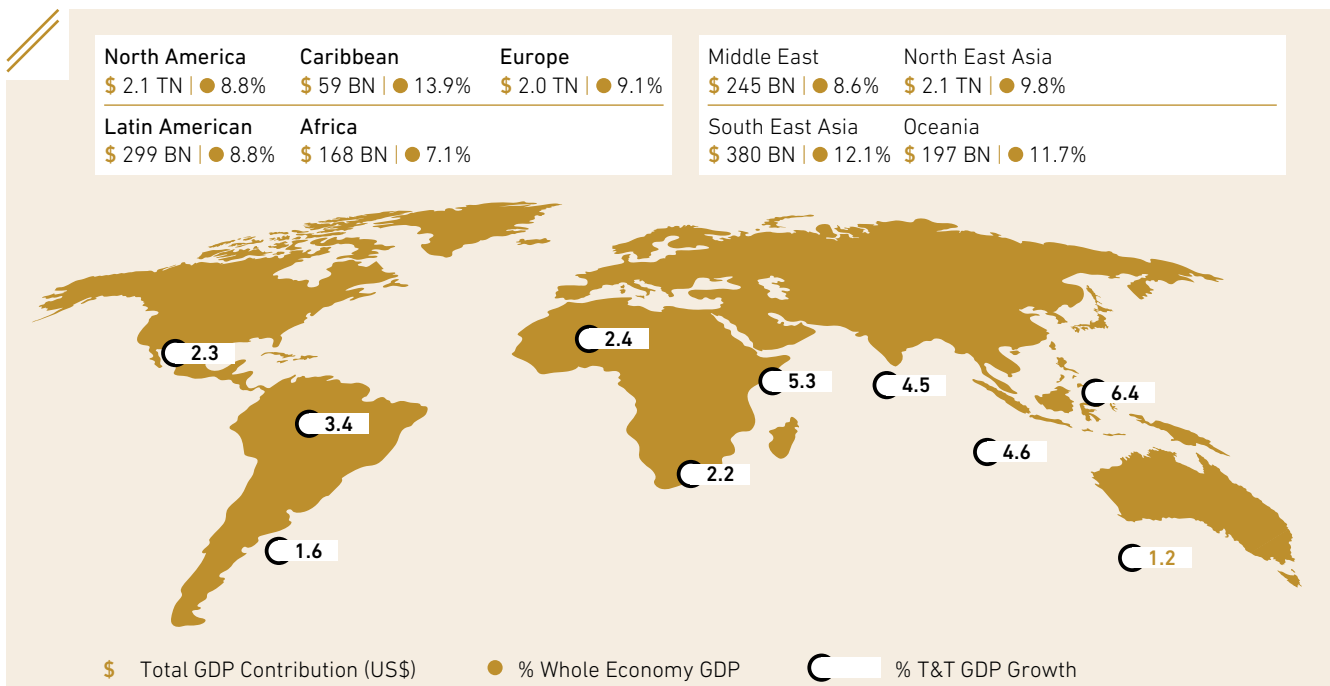 North America Caribbean Europe
$ 2.1 TN | ● 8.8% $ 59 BN | ● 13.9% $ 2.0 TN | ● 9.1%
Latin American Africa
$ 299 BN | ● 8.8% $ 168 BN | ● 7.1%
Middle East North East Asia
$ 245 BN | ● 8.6% $ 2.1 TN | ● 9.8%
South East Asia Oceania
$ 380 BN | ● 12.1% $ 197 BN | ● 11.7%
2.4
2.3
5.3
4.5
6.4
3.4
4.6
2.2
1.6
1.2
$ Total GDP Contribution (US$) ● % Whole Economy GDP % T&T GDP Growth